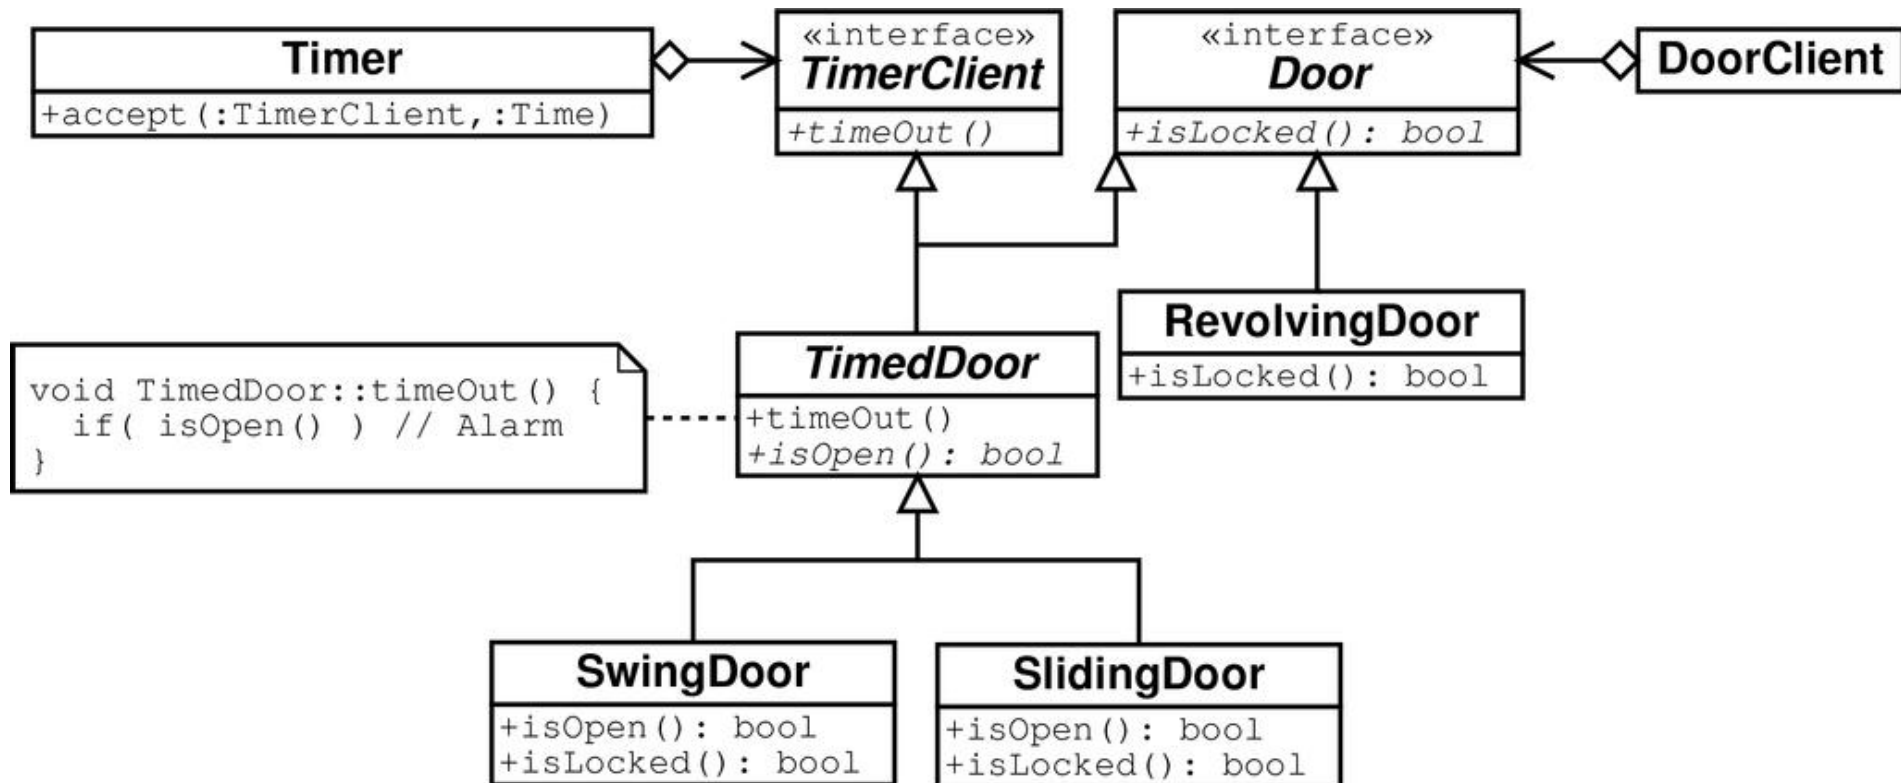 Timer
+accept(:TimerClient,:Time)
«interface»
TimerClient
+timeOut()
«interface»
Door
+isLocked(): bool
DoorClient
RevolvingDoor
+isLocked(): bool
void TimedDoor::timeOut() {
if( isOpen() ) // Alarm
}
TimedDoor
+timeOut()
+isOpen(): bool
SwingDoor
+isOpen(): bool
+isLocked(): bool
SlidingDoor
+isOpen(): bool
+isLocked(): bool